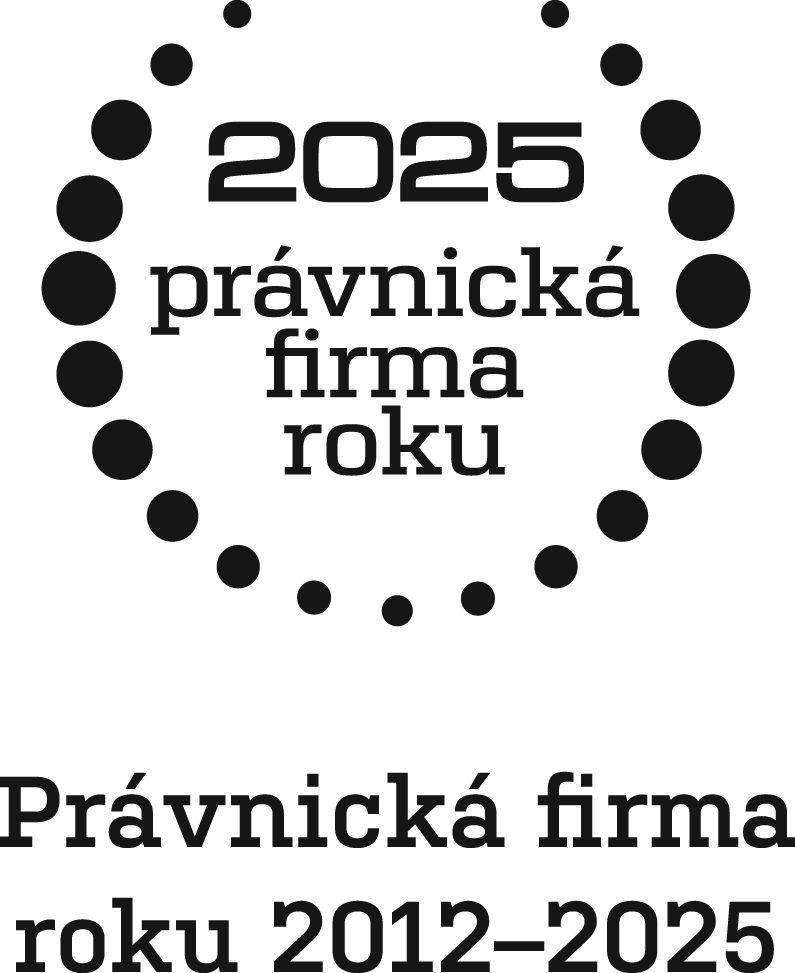 2025
právnická
firma
roku
Právnická firma
roku 2012–2025